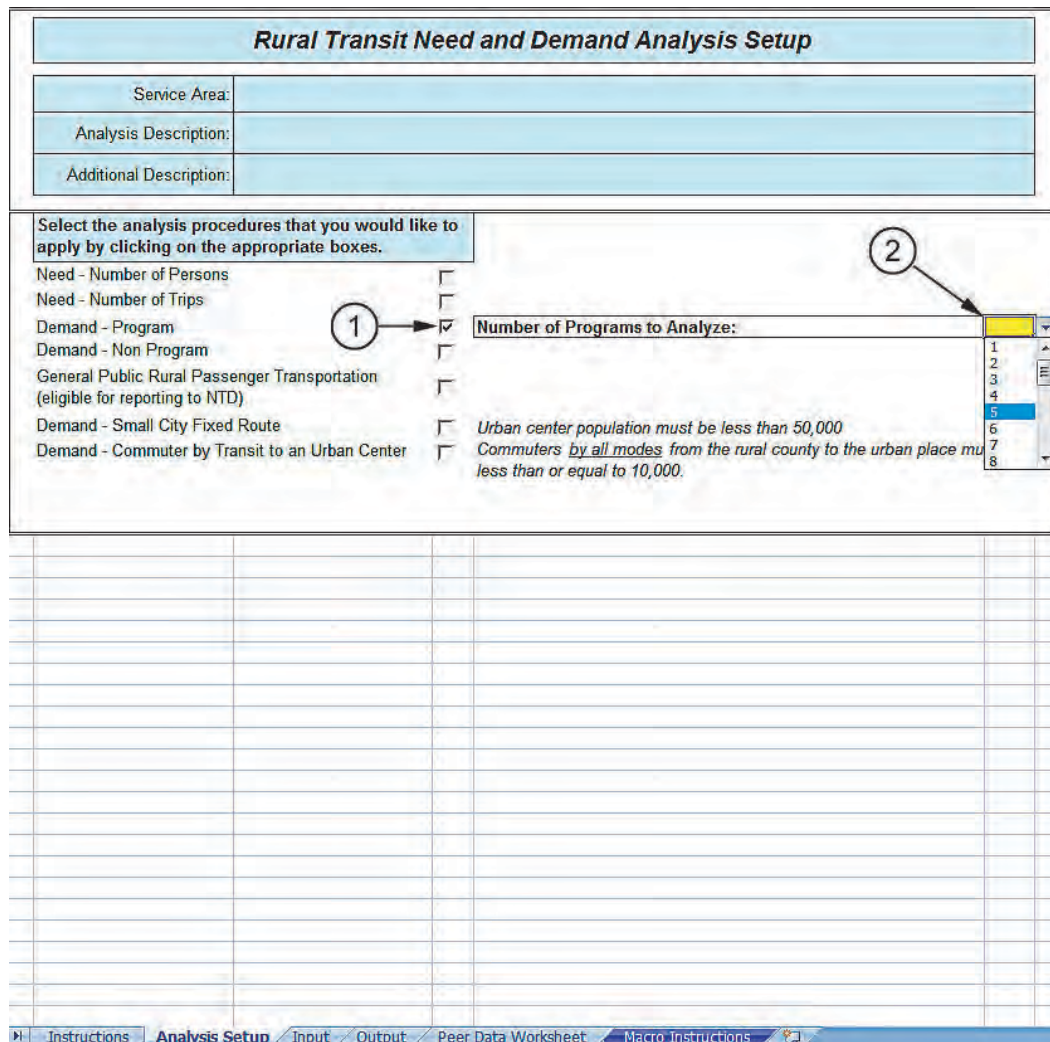 Rural Transit Need and Demand Analysis Setup
Service Area:
Analysis Description:
Additional Description:
Select the analysis procedures that you would like to
apply by clicking on the appropriate boxes.
2
Need - Number of Persons
Need - Number of Trips
Demand - Program
1
Number of Programs to Analyze:
Demand - Non Program
General Public Rural Passenger Transportation
(eligible for reporting to NTD)
Demand - Small City Fixed Route
Urban center population must be less than 50,000
Demand - Commuter by Transit to an Urban Center
Commuters by all modes from the rural county to the urban place mu
less than or equal to 10,000.
1
2
3
4
5
6
7
8
Instructions Analysis Setup Input Output Peer Data Worksheet Macro Instructions